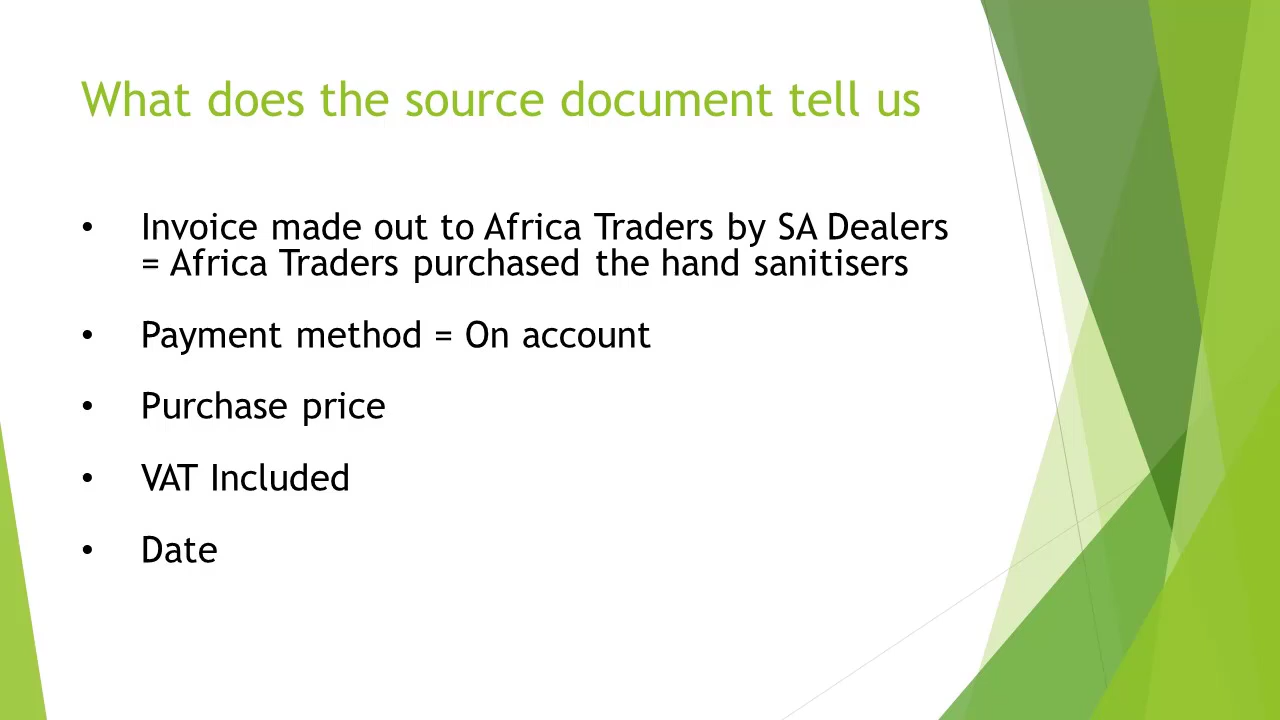 What does the source document tell us
• Invoice made out to Africa Traders by SA Dealers
= Africa Traders purchased the hand sanitisers
• Payment method = On account
• Purchase price
• VAT Included
• Date